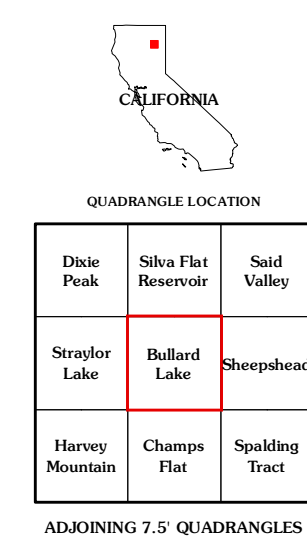 CALIFORNIA
QUADRANGLE LOCATION
Dixie
Peak
Silva Flat
Reservoir
Said
Valley
Straylor
Lake
Bullard
Lake
Sheepshead
Harvey
Mountain
Champs
Flat
Spalding
Tract
ADJOINING 7.5' QUADRANGLES